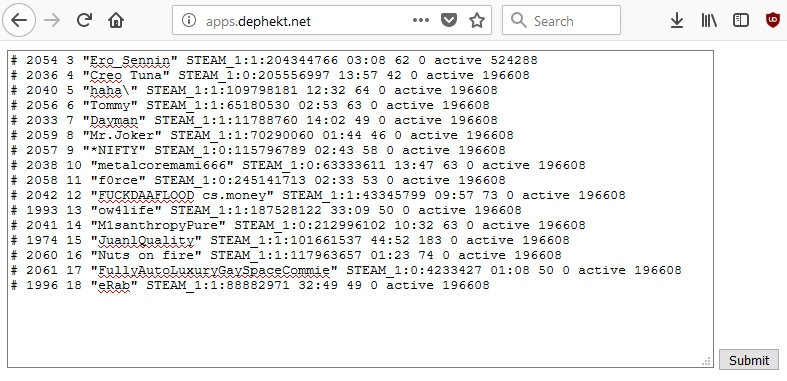 apps.dephekt.net
Search
# 2054 3 "Ero_Sennin" STEAM_1:1:204344766 03:08 62 0 active 524288
# 2036 4 "Creo Tuna" STEAM_1:0:205556997 13:57 42 0 active 196608
# 2040 5 "haha\" STEAM_1:1:109798181 12:32 64 0 active 196608
# 2056 6 "Tommy" STEAM_1:1:65180530 02:53 63 0 active 196608
# 2033 7 "Dayman" STEAM_1:1:11788760 14:02 49 0 active 196608
# 2059 8 "Mr.Joker" STEAM_1:1:70290060 01:44 46 0 active 196608
# 2057 9 "*NIFTY" STEAM_1:0:115796789 02:43 58 0 active 196608
# 2038 10 "metalcoremami666" STEAM_1:0:63333611 13:47 63 0 active 196608
# 2058 11 "f0rce" STEAM_1:0:245141713 02:33 53 0 active 196608
# 2042 12 "FUCKDAAFLOOD cs.money" STEAM_1:1:43345799 09:57 73 0 active 196608
# 1993 13 "ow4life" STEAM_1:1:187528122 33:09 50 0 active 196608
# 2041 14 "M1santhropyPure" STEAM_1:0:212996102 10:32 63 0 active 196608
# 1974 15 "Juan1Quality" STEAM_1:1:101661537 44:52 183 0 active 196608
# 2060 16 "Nuts on fire" STEAM_1:1:117963657 01:23 74 0 active 196608
# 2061 17 "FullyAutoLuxuryGaySpaceCommie" STEAM_1:0:4233427 01:08 50 0 active 196608
# 1996 18 "eRab" STEAM_1:1:88882971 32:49 49 0 active 196608
Submit